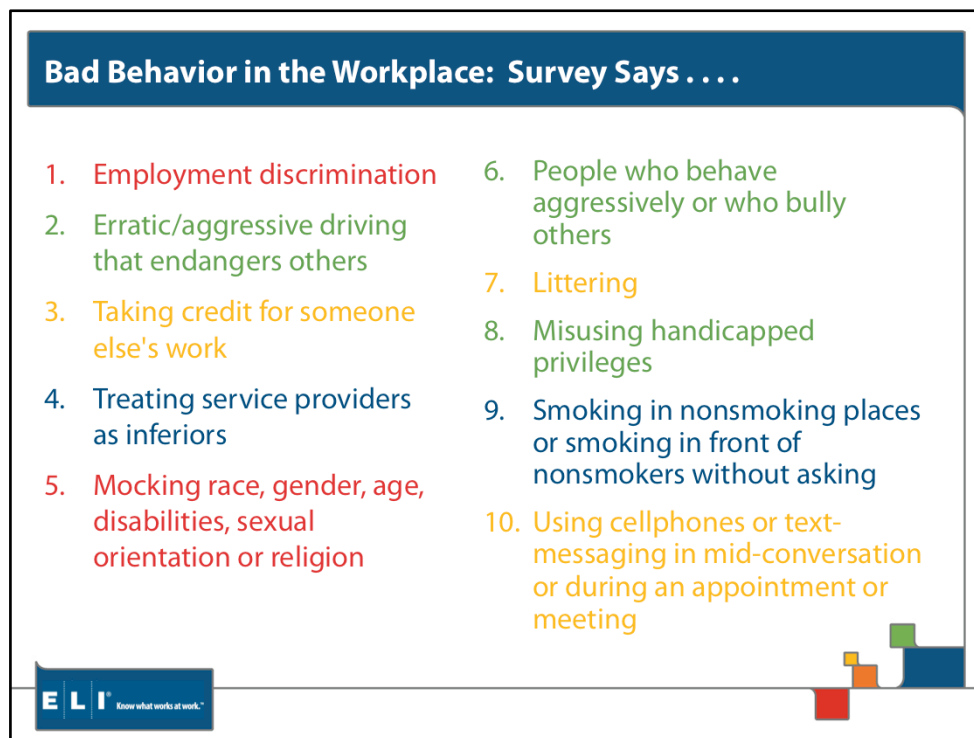 Bad Behavior in the Workplace: Survey Says . . . .
1. Employment discrimination
2. Erratic/aggressive driving
that endangers others
3. Taking credit for someone
else's work
4. Treating service providers
as inferiors
5. Mocking race, gender, age,
disabilities, sexual
orientation or religion
6. People who behave
aggressively or who bully
others
7. Littering
8. Misusing handicapped
privileges
9. Smoking in nonsmoking places
or smoking in front of
nonsmokers without asking
10. Using cellphones or text-
messaging in mid-conversation
or during an appointment or
meeting
E L I® Know what works at work.™